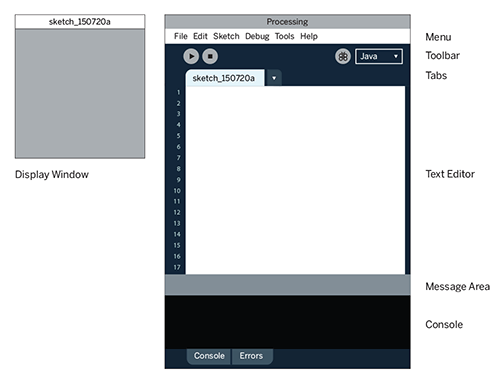 sketch_150720a
Display Window
Processing
File Edit Sketch Debug Tools Help
Java
sketch_150720a
1
2
3
4
5
6
7
8
9
10
11
12
13
14
15
16
17
Console Errors
Menu
Toolbar
Tabs
Text Editor
Message Area
Console